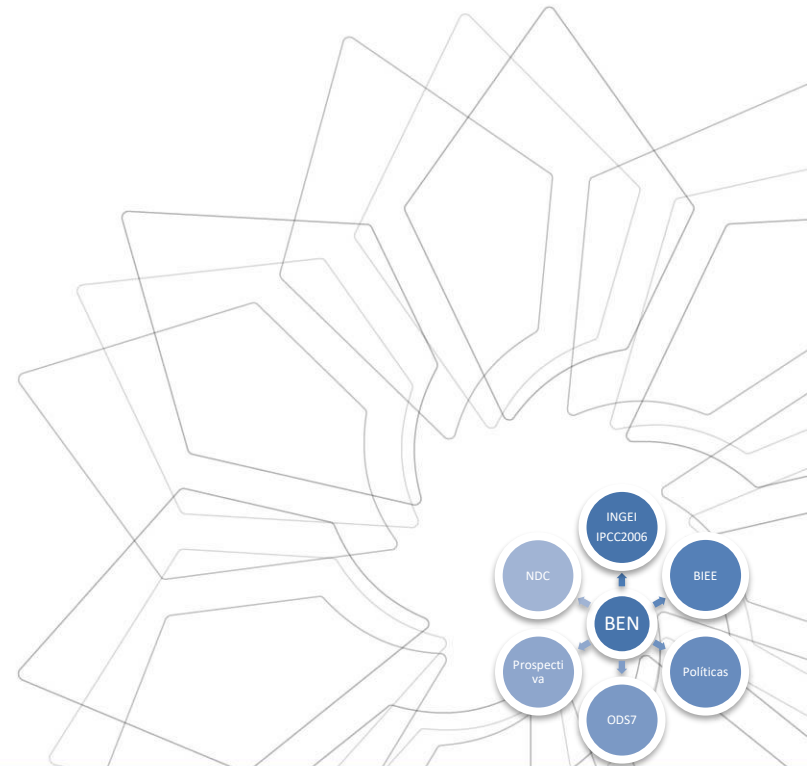 INGEI
IPCC2006
NDC
BIEE
BEN
Prospecti
va
Políticas
ODS7